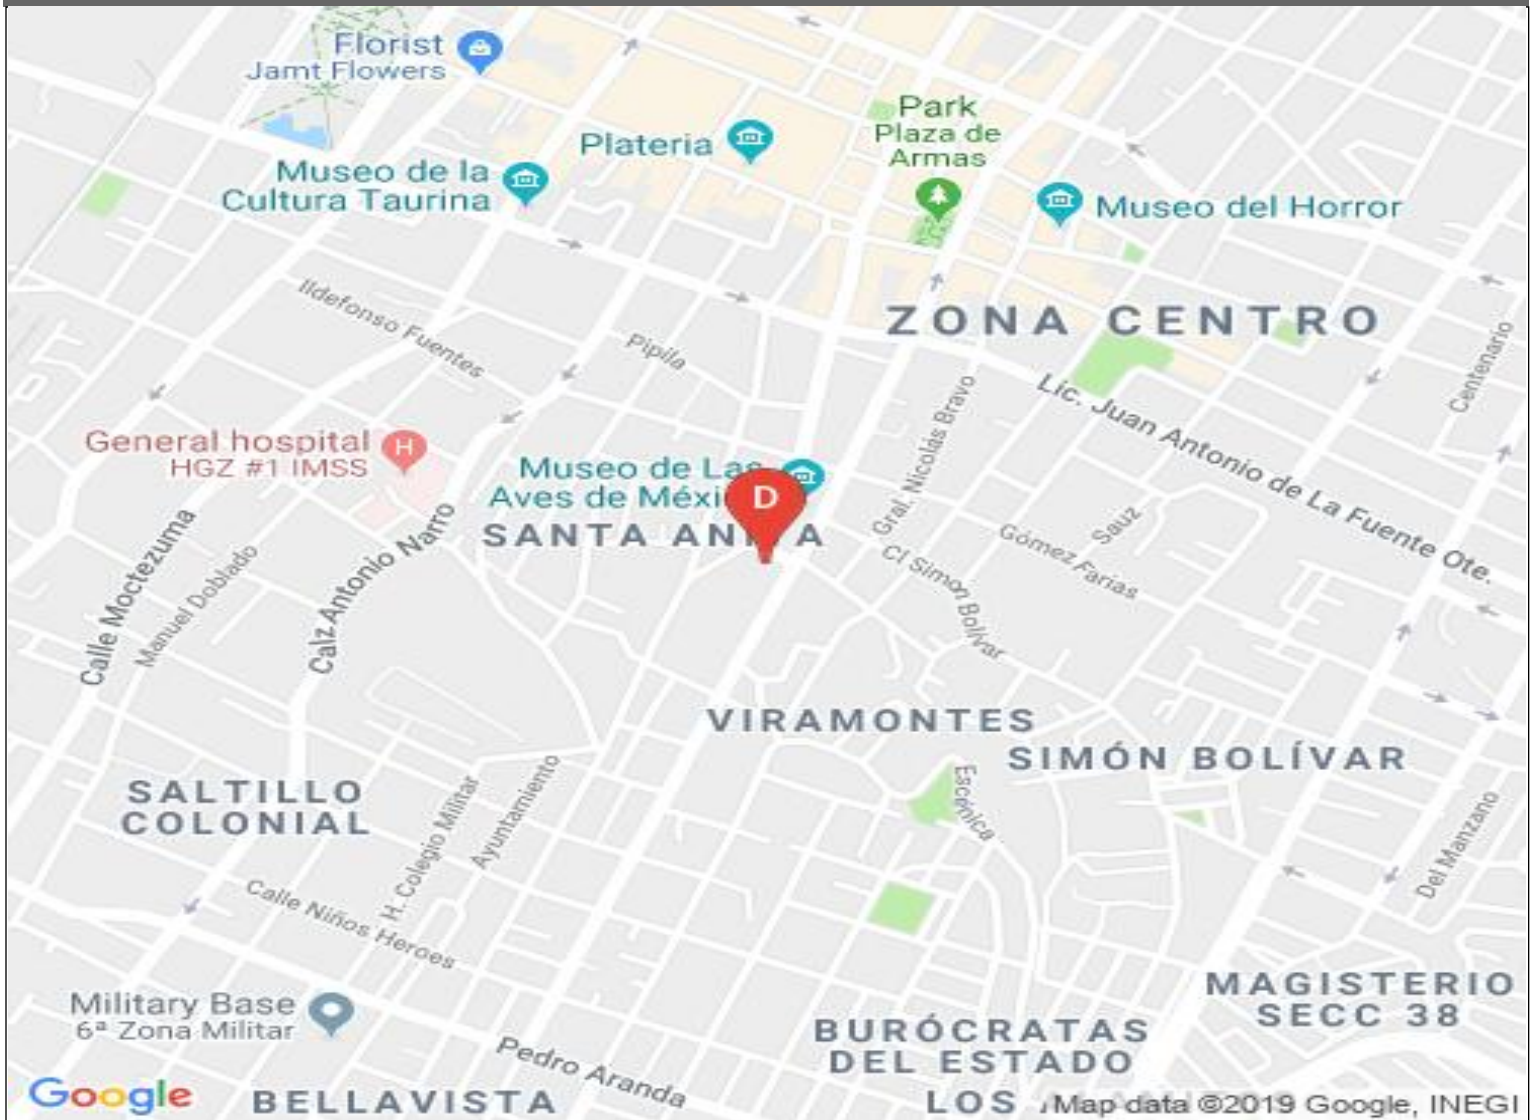 Florist
Jamt Flowers
Park
Plaza de
Armas
Plateria
Museo de la
Cultura Taurina
Museo del Horror
Ildefonso Fuentes
ZONA CENTRO
Pipila
Centenario
Lic. Juan Antonio de La Fuente Ote.
Gral. Nicolás Bravo
General hospital
H
HGZ #1 IMSS
Museo de Las
Aves de Méxi
D
SANTA
Calle Moctezuma
Manuel Doblado
Calz Antonio Narro
Sauz
Gómez Farías
Cl Simon Bolívar
VIRAMONTES
SIMÓN BOLÍVAR
SALTILLO
COLONIAL
H. Colegio Militar
Ayuntamiento
Escénica
Del Manzano
Calle Niños Heroes
MAGISTERIO
SECC 38
Military Base
6ª Zona Militar
BURÓCRATAS
DEL ESTADO
Pedro Aranda
Google
BELLAVISTA
LOS
Map data ©2019 Google, INEGI